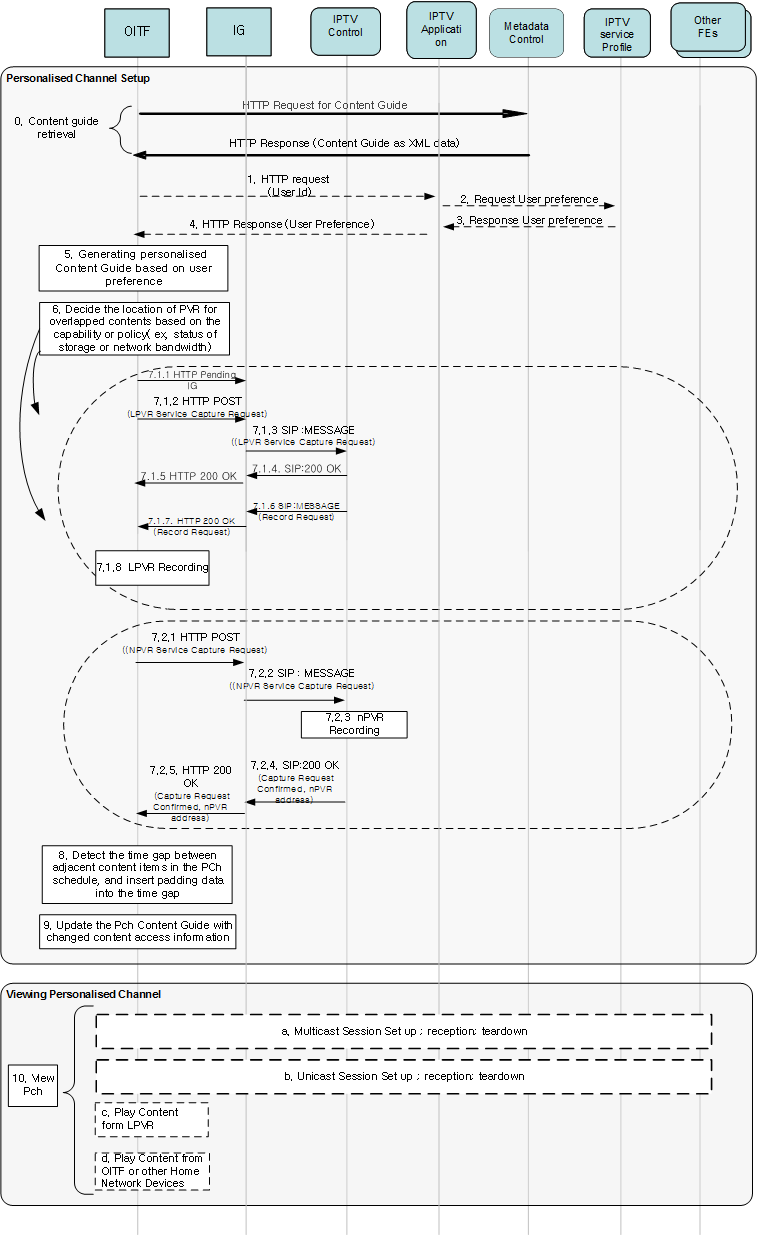 OITF
IG
IPTV
Control
IPTV
Applicati
on
Metadata
Control
IPTV
service
Profile
Other
FEs
Personalised Channel Setup
HTTP Request for Content Guide
0. Content guide
retrieval
HTTP Response (Content Guide as XML data)
1. HTTP request
(User Id)
2. Request User preference
3. Response User preference
4. HTTP Response (User Preference)
5. Generating personalised
Content Guide based on user
preference
6. Decide the location of PVR for
overlapped contents based on the
capability or policy( ex, status of
storage or network bandwidth)
7.1.1 HTTP Pending
IG
7.1.2 HTTP POST
(LPVR Service Capture Request)
7.1.3 SIP :MESSAGE
((LPVR Service Capture Request)
7.1.4. SIP:200 OK
7.1.5 HTTP 200 OK
7.1.6 SIP:MESSAGE
(Record Request)
7.1.7. HTTP 200 OK
(Record Request)
7.1.8 LPVR Recording
7.2.1 HTTP POST
((NPVR Service Capture Request)
7.2.2 SIP : MESSAGE
((NPVR Service Capture Request)
7.2.3 nPVR
Recording
7.2.4. SIP:200 OK
(Capture Request
Confirmed, nPVR
address)
7.2.5. HTTP 200
OK
(Capture Request
Confirmed, nPVR
address)
8. Detect the time gap between
adjacent content items in the PCh
schedule, and insert padding data
into the time gap
9. Update the Pch Content Guide with
changed content access information
Viewing Personalised Channel
10. View
Pch
a. Multicast Session Set up ; reception; teardown
b. Unicast Session Set up ; reception; teardown
c. Play Content
form LPVR
d. Play Content from
OITF or other Home
Network Devices